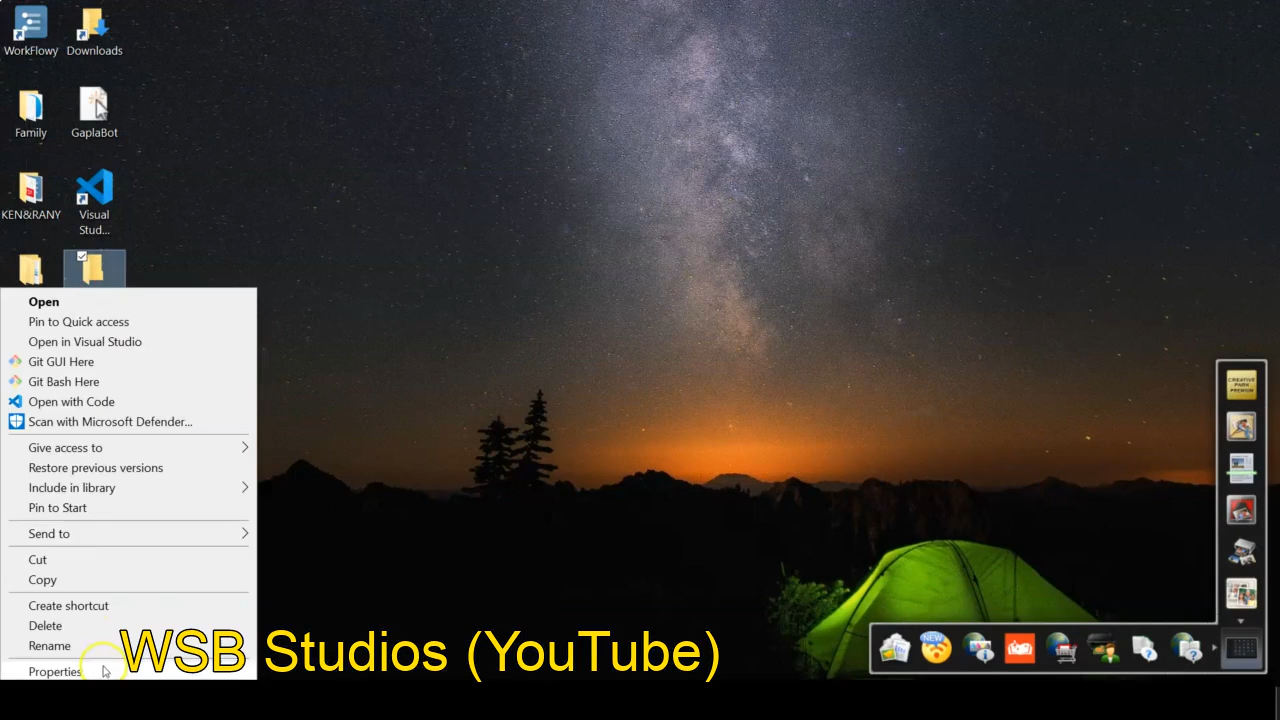 WorkFlowy
Downloads
Family
GaplaBot
KEN&RANY
Visual
Stud...
Open
Pin to Quick access
Open in Visual Studio
Git GUI Here
Git Bash Here
Open with Code
Scan with Microsoft Defender...
Give access to
Restore previous versions
Include in library
Pin to Start
Send to
Cut
Copy
Create shortcut
Delete
Rename
Properties
WSB Studios (YouTube)
CREATIVE
PARK
PREMIUM
NEW